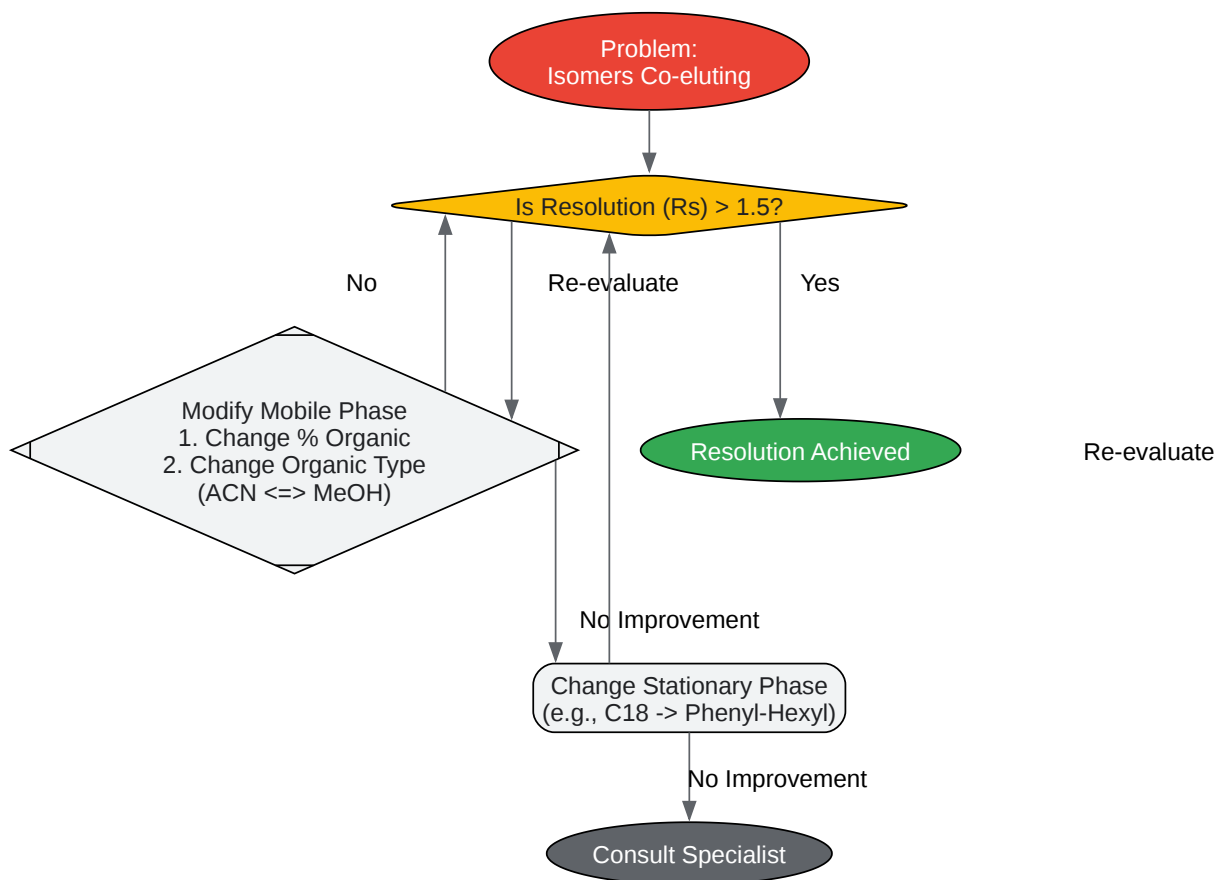 Problem:
Isomers Co-eluting
Is Resolution (Rs) > 1.5?
No
Re-evaluate
Yes
Modify Mobile Phase
1. Change % Organic
2. Change Organic Type
(ACN <=> MeOH)
Resolution Achieved
Re-evaluate
No Improvement
Change Stationary Phase
(e.g., C18 -> Phenyl-Hexyl)
No Improvement
Consult Specialist